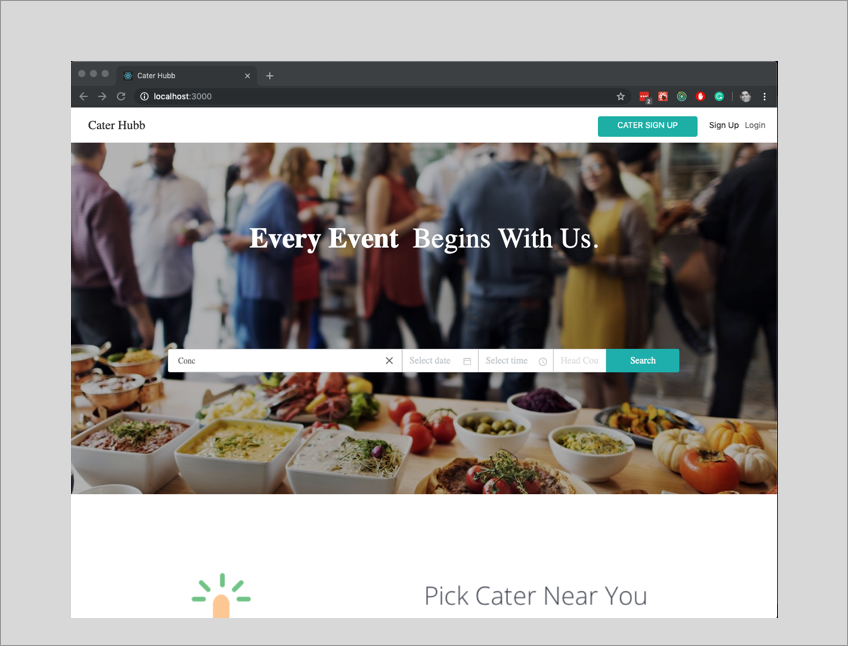 Cater Hubb
localhost:3000
2
Cater Hubb
CATER SIGN UP
Sign Up Login
Every Event Begins With Us.
Conc
Select date
Select time
Head Cou
Search
Pick Cater Near You